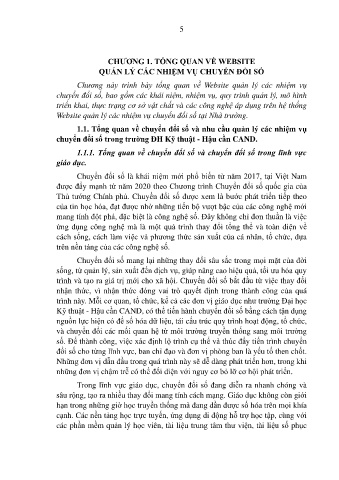 5
CHƯƠNG 1. TỔNG QUAN VỀ WEBSITE
QUẢN LÝ CÁC NHIỆM VỤ CHUYỂN ĐỔI SỐ
Chương này trình bày tổng quan về Website quản lý các nhiệm vụ
chuyển đổi số, bao gồm các khái niệm, nhiệm vụ, quy trình quản lý, mô hình
triển khai, thực trạng cơ sở vật chất và các công nghệ áp dụng trên hệ thống
Website quản lý các nhiệm vụ chuyển đổi số tại Nhà trường.
1.1. Tổng quan về chuyển đổi số và nhu cầu quản lý các nhiệm vụ
chuyển đổi số trong trường ĐH Kỹ thuật - Hậu cần CAND.
1.1.1. Tổng quan về chuyển đổi số và chuyển đổi số trong lĩnh vực
giáo dục.
Chuyển đổi số là khái niệm mới phổ biến từ năm 2017, tại Việt Nam
được đẩy mạnh từ năm 2020 theo Chương trình Chuyển đổi số quốc gia của
Thủ tướng Chính phủ. Chuyển đổi số được xem là bước phát triển tiếp theo
của tin học hóa, đạt được nhờ những tiến bộ vượt bậc của các công nghệ mới
mang tính đột phá, đặc biệt là công nghệ số. Đây không chỉ đơn thuần là việc
ứng dụng công nghệ mà là một quá trình thay đổi tổng thể và toàn diện về
cách sống, cách làm việc và phương thức sản xuất của cá nhân, tổ chức, dựa
trên nền tảng của các công nghệ số.
Chuyển đổi số mang lại những thay đổi sâu sắc trong mọi mặt của đời
sống, từ quản lý, sản xuất đến dịch vụ, giúp nâng cao hiệu quả, tối ưu hóa quy
trình và tạo ra giá trị mới cho xã hội. Chuyển đổi số bắt đầu từ việc thay đổi
nhận thức, vì nhận thức đóng vai trò quyết định trong thành công của quá
trình này. Mỗi cơ quan, tổ chức, kể cả các đơn vị giáo dục như trường Đại học
Kỹ thuật - Hậu cần CAND, có thể tiến hành chuyển đổi số bằng cách tận dụng
nguồn lực hiện có để số hóa dữ liệu, tái cấu trúc quy trình hoạt động, tổ chức,
và chuyển đổi các mối quan hệ từ môi trường truyền thống sang môi trường
số. Để thành công, việc xác định lộ trình cụ thể và thúc đẩy tiến trình chuyển
đổi số cho từng lĩnh vực, ban chỉ đạo và đơn vị phòng ban là yếu tố then chốt.
Những đơn vị dẫn đầu trong quá trình này sẽ dễ dàng phát triển hơn, trong khi
những đơn vị chậm trễ có thể đối diện với nguy cơ bỏ lỡ cơ hội phát triển.
Trong lĩnh vực giáo dục, chuyển đổi số đang diễn ra nhanh chóng và
sâu rộng, tạo ra nhiều thay đổi mang tính cách mạng. Giáo dục không còn giới
hạn trong những giờ học truyền thống mà đang dần được số hóa trên mọi khía
cạnh. Các nền tảng học trực tuyến, ứng dụng di động hỗ trợ học tập, cùng với
các phần mềm quản lý học viên, tài liệu trung tâm thư viện, tài liệu số phục